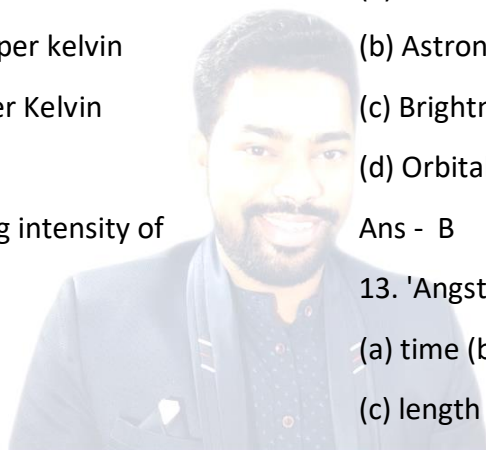 per kelvin
er Kelvin
g intensity of
(b) Astron
(c) Brightn
(d) Orbita
Ans - B
13. 'Angst
(a) time (b
(c) length